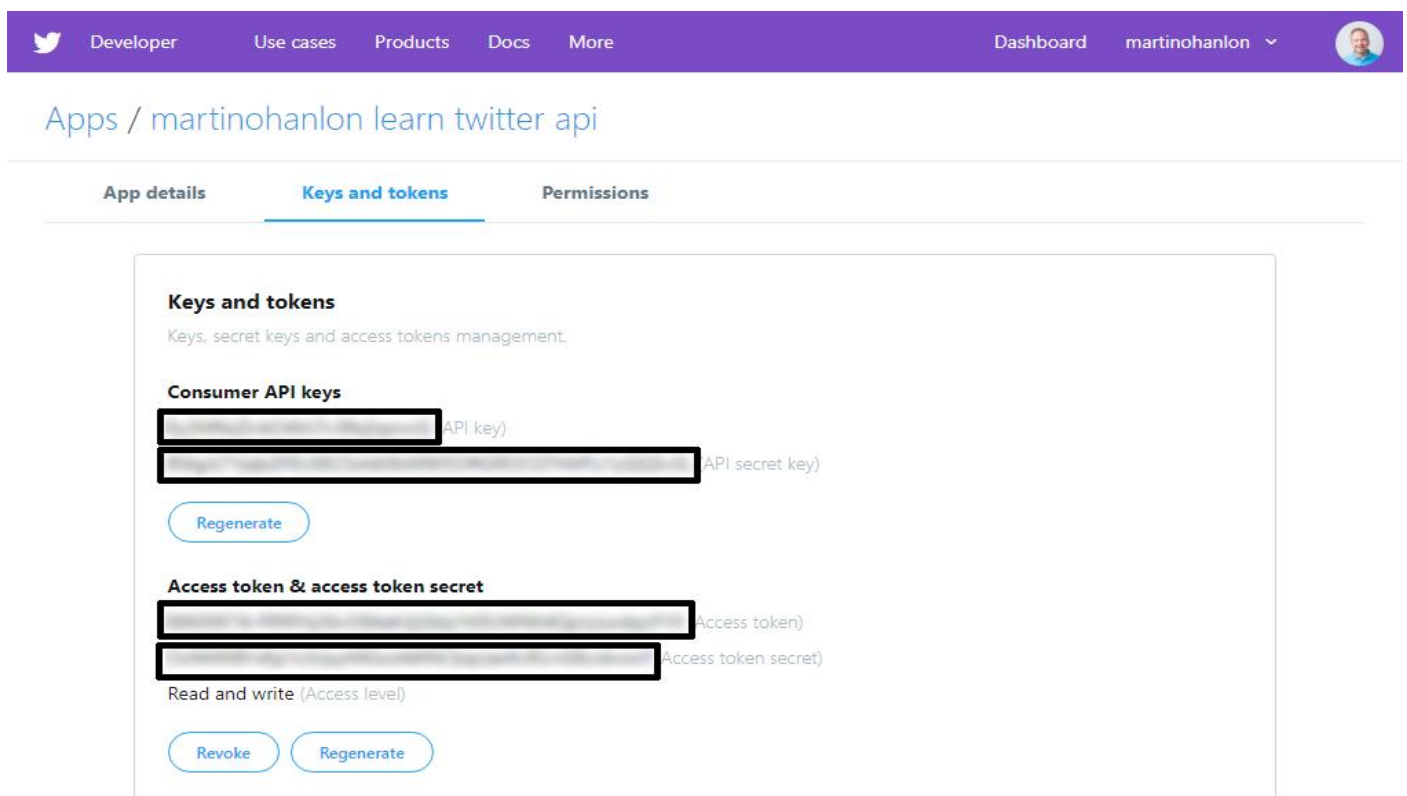 Developer Use cases Products Docs More Dashboard martinohanlon
Apps / martinohanlon learn twitter api
App details Keys and tokens Permissions
Keys and tokens
Keys, secret keys and access tokens management.
Consumer API keys
API key)
(API secret key)
Regenerate
Access token & access token secret
Access token)
Access token secret)
Read and write (Access level)
Revoke Regenerate